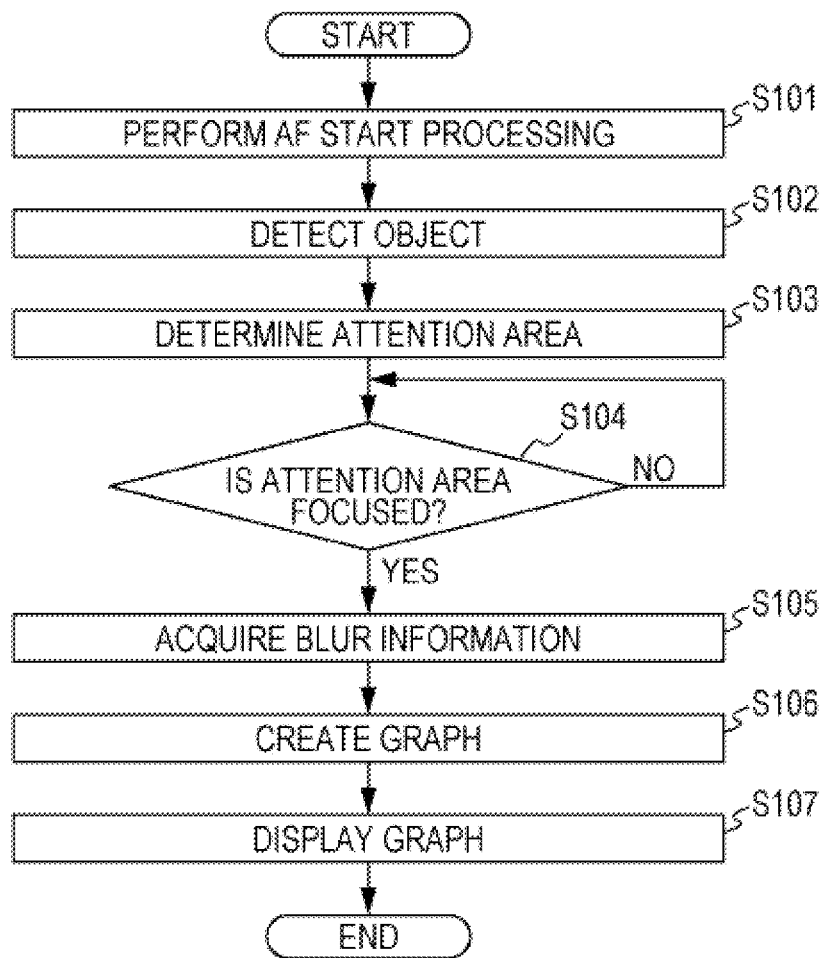 START
S101
PERFORM AF START PROCESSING
S102
DETECT OBJECT
S103
DETERMINE ATTENTION AREA
S104
IS ATTENTION AREA
FOCUSED?
NO
YES
S105
ACQUIRE BLUR INFORMATION
S106
CREATE GRAPH
S107
DISPLAY GRAPH
END